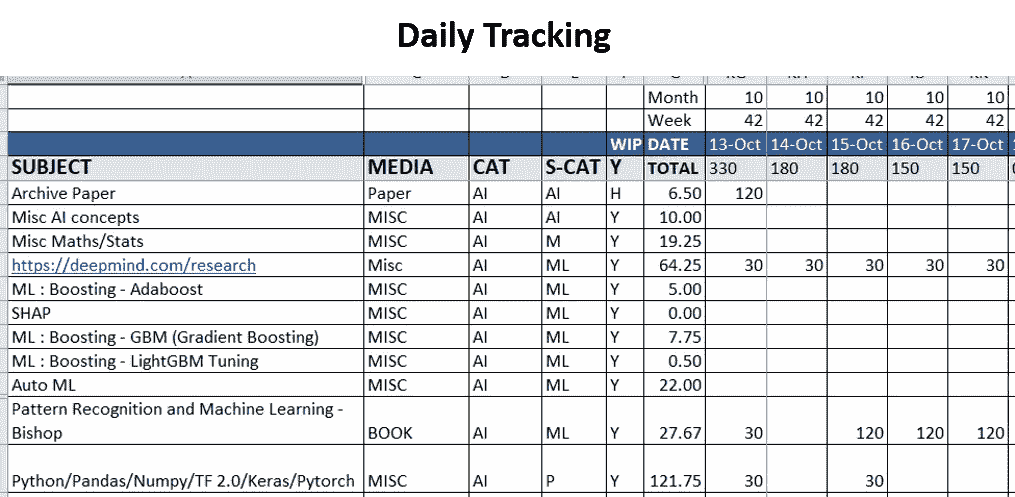 Daily Tracking
Month 10 10 10 10 10
Week 42 42 42 42 42
WIP DATE 13-Oct 14-Oct 15-Oct 16-Oct 17-Oct
SUBJECT MEDIA CAT S-CAT Y TOTAL 330 180 180 150 150
Archive Paper Paper AI AI H 6.50 120
Misc AI concepts MISC AI AI Y 10.00
Misc Maths/Stats MISC AI M Y 19.25
https://deepmind.com/research Misc AI ML Y 64.25 30 30 30 30 30
ML : Boosting - Adaboost MISC AI ML Y 5.00
SHAP MISC AI ML Y 0.00
ML : Boosting - GBM (Gradient Boosting) MISC AI ML Y 7.75
ML : Boosting - LightGBM Tuning MISC AI ML Y 0.50
Auto ML MISC AI ML Y 22.00
Pattern Recognition and Machine Learning -
Bishop BOOK AI ML Y 27.67 30 120 120 120
Python/Pandas/Numpy/TF 2.0/Keras/Pytorch MISC AI P Y 121.75 30 30